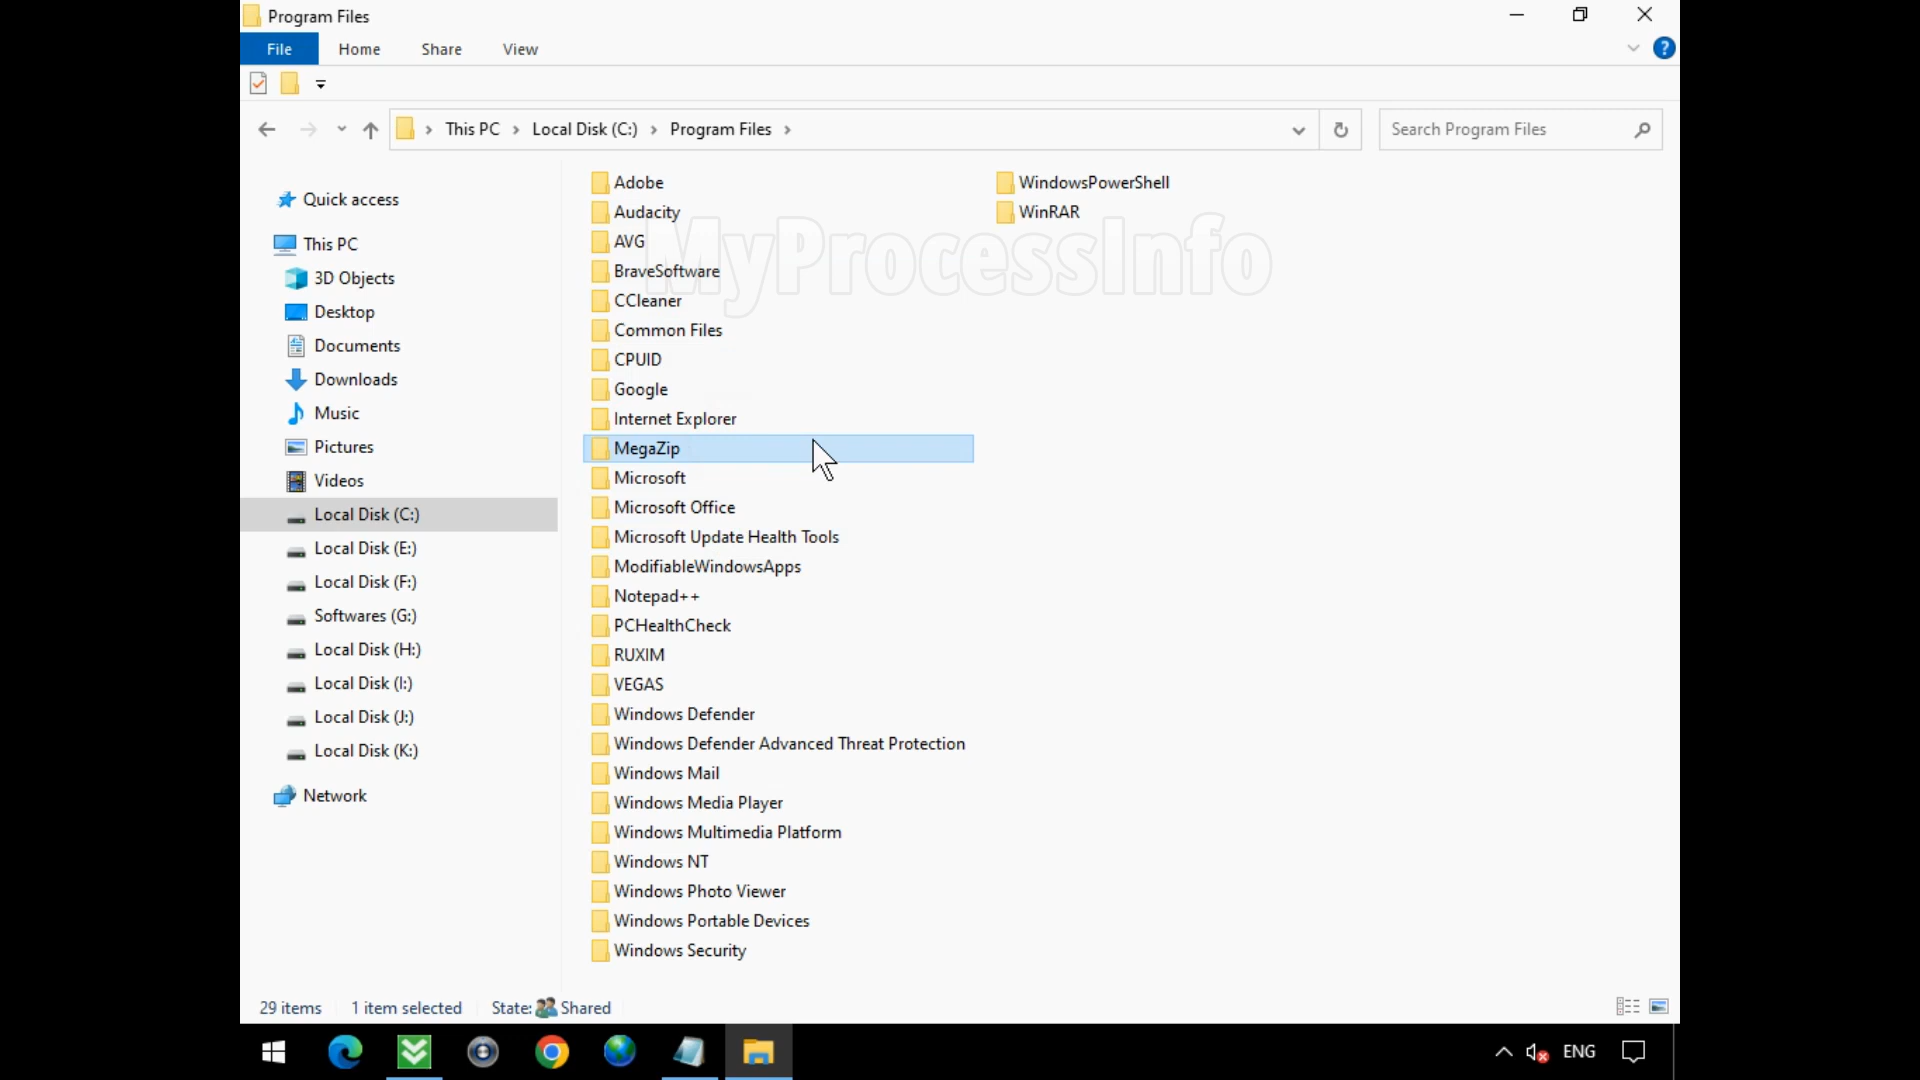 Program Files
File
Home
Share
View
This PC
Local Disk (C:)
Program Files
Search Program Files
Quick access
This PC
3D Objects
Desktop
Documents
Downloads
Music
Pictures
Videos
Local Disk (C:)
Local Disk (E:)
Local Disk (F:)
Softwares (G:)
Local Disk (H:)
Local Disk (I:)
Local Disk (J:)
Local Disk (K:)
Network
Adobe
Audacity
AVG
BraveSoftware
CCleaner
Common Files
CPUID
Google
Internet Explorer
MegaZip
Microsoft
Microsoft Office
Microsoft Update Health Tools
ModifiableWindowsApps
Notepad++
PCHealthCheck
RUXIM
VEGAS
Windows Defender
Windows Defender Advanced Threat Protection
Windows Mail
Windows Media Player
Windows Multimedia Platform
Windows NT
Windows Photo Viewer
Windows Portable Devices
Windows Security
WindowsPowerShell
WinRAR
MyProcessInfo
29 items
1 item selected
State: Shared
ENG